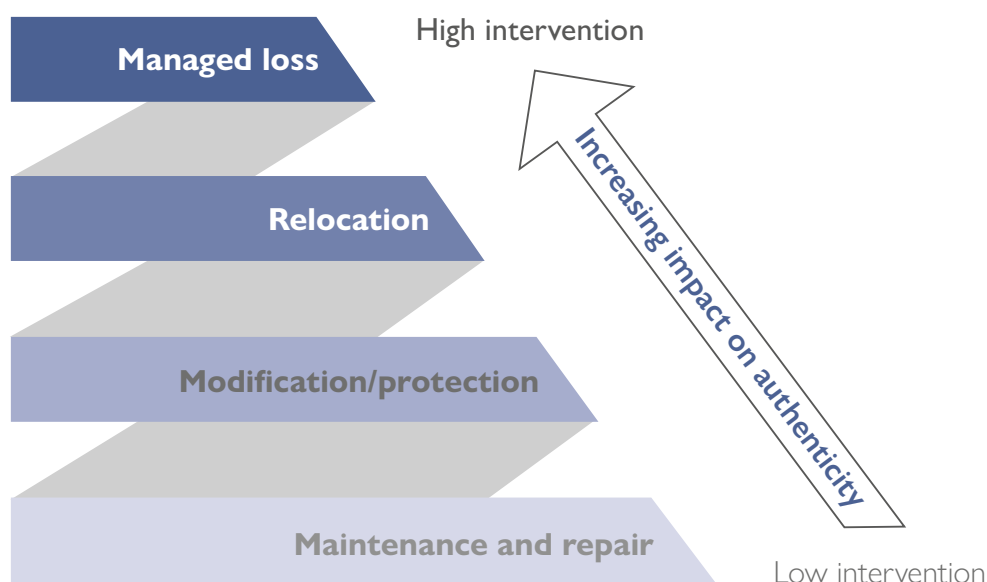 High intervention
Managed loss
Increasing impact on authenticity
Relocation
Modification/protection
Maintenance and repair
Low intervention